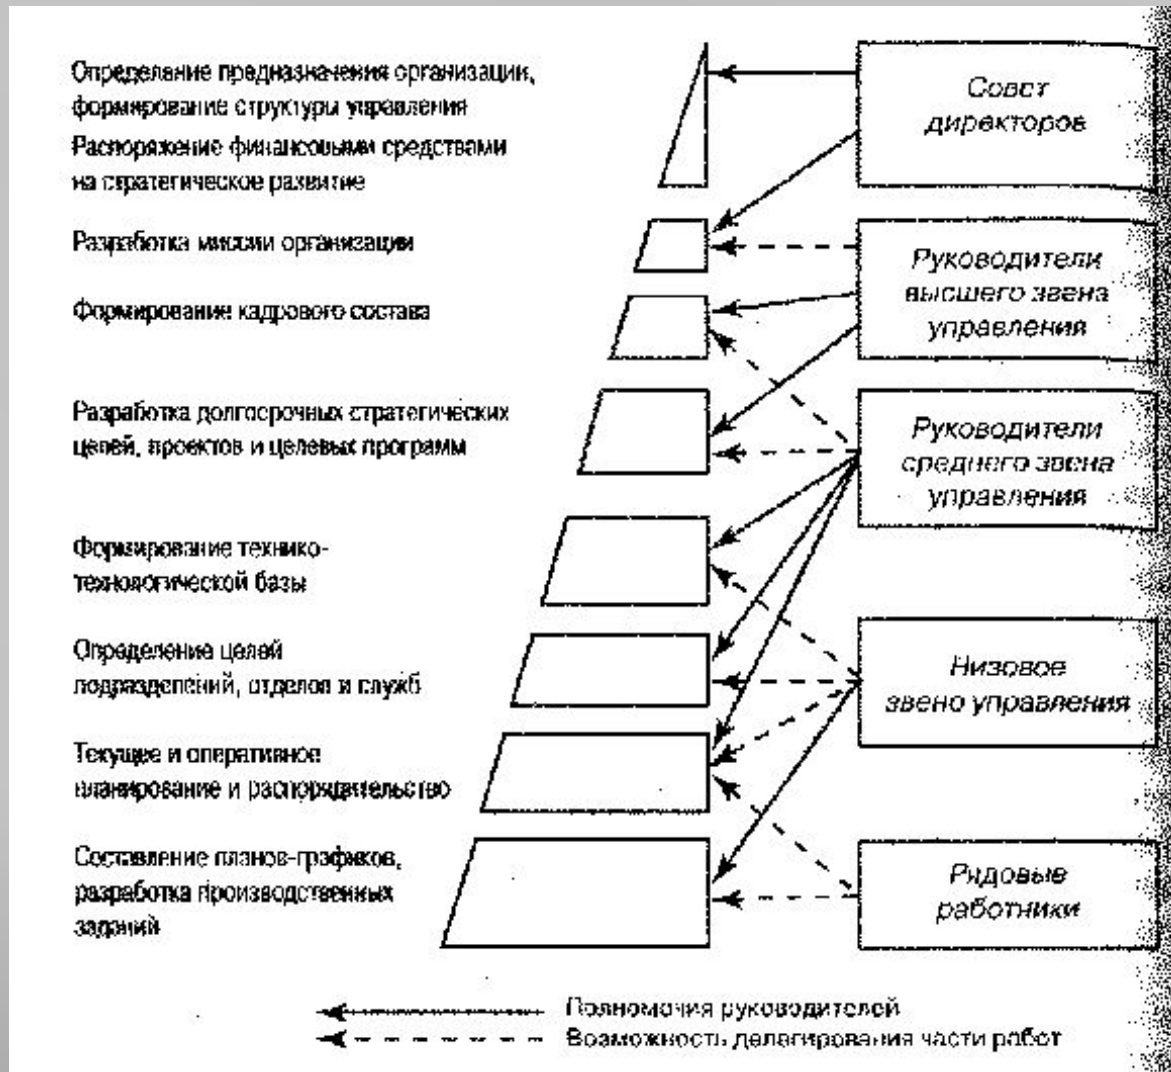 Определение предназначения организации,
формирование структуры управления
Распоряжение финансовыми средствами
на стратегическое развитие
Разработка миссии организации
Формирование кадрового состава
Разработка долгосрочных стратегических
целей, проектов и целевых программ
Формирование технико-
технологической базы
Определение целей
подразделений, отделов и служб
Текущее и оперативное
планирование и распорядительство
Составление планов-графиков,
разработка производственных
заданий
Совет
директоров
Руководители
высшего звена
управления
Руководители
среднего звена
управления
Низовое
звено управления
Рядовые
работники
Полномочия руководителей
Возможность делегирования части работ